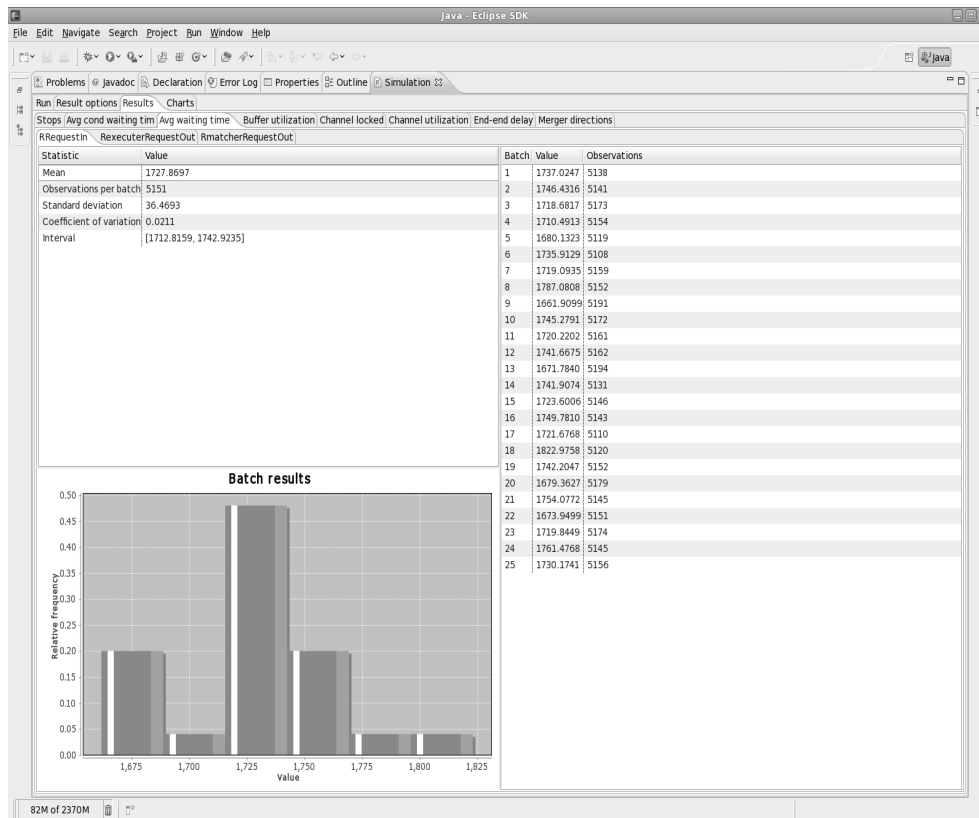 Java - Eclipse SDK
File Edit Navigate Search Project Run Window Help
Java
Problems @ Javadoc Declaration Error Log Properties Outline Simulation
Run Result options Results Charts
Stops Avg cond waiting tim Avg waiting time Buffer utilization Channel locked Channel utilization End-end delay Merger directions
RRequestIn RexecuterRequestOut RmatcherRequestOut
Statistic Value
Mean 1727.8697
Observations per batch 5151
Standard deviation 36.4693
Coefficient of variation 0.0211
Interval [1712.8159, 1742.9235]
Batch Value Observations
1 1737.0247 5138
2 1746.4316 5141
3 1718.6817 5173
4 1710.4913 5154
5 1680.1323 5119
6 1735.9129 5108
7 1719.0935 5159
8 1787.0808 5152
9 1661.9099 5191
10 1745.2791 5172
11 1720.2202 5161
12 1741.6675 5162
13 1671.7840 5194
14 1741.9074 5131
15 1723.6006 5146
16 1749.7810 5143
17 1721.6768 5110
18 1822.9758 5120
19 1742.2047 5152
20 1679.3627 5179
21 1754.0772 5145
22 1673.9499 5151
23 1719.8449 5174
24 1761.4768 5145
25 1730.1741 5156
Batch results
0.50
0.45
0.40
0.35
0.30
0.25
0.20
0.15
0.10
0.05
0.00
Relative frequency
1,675 1,700 1,725 1,750 1,775 1,800 1,825
Value
82M of 2370M